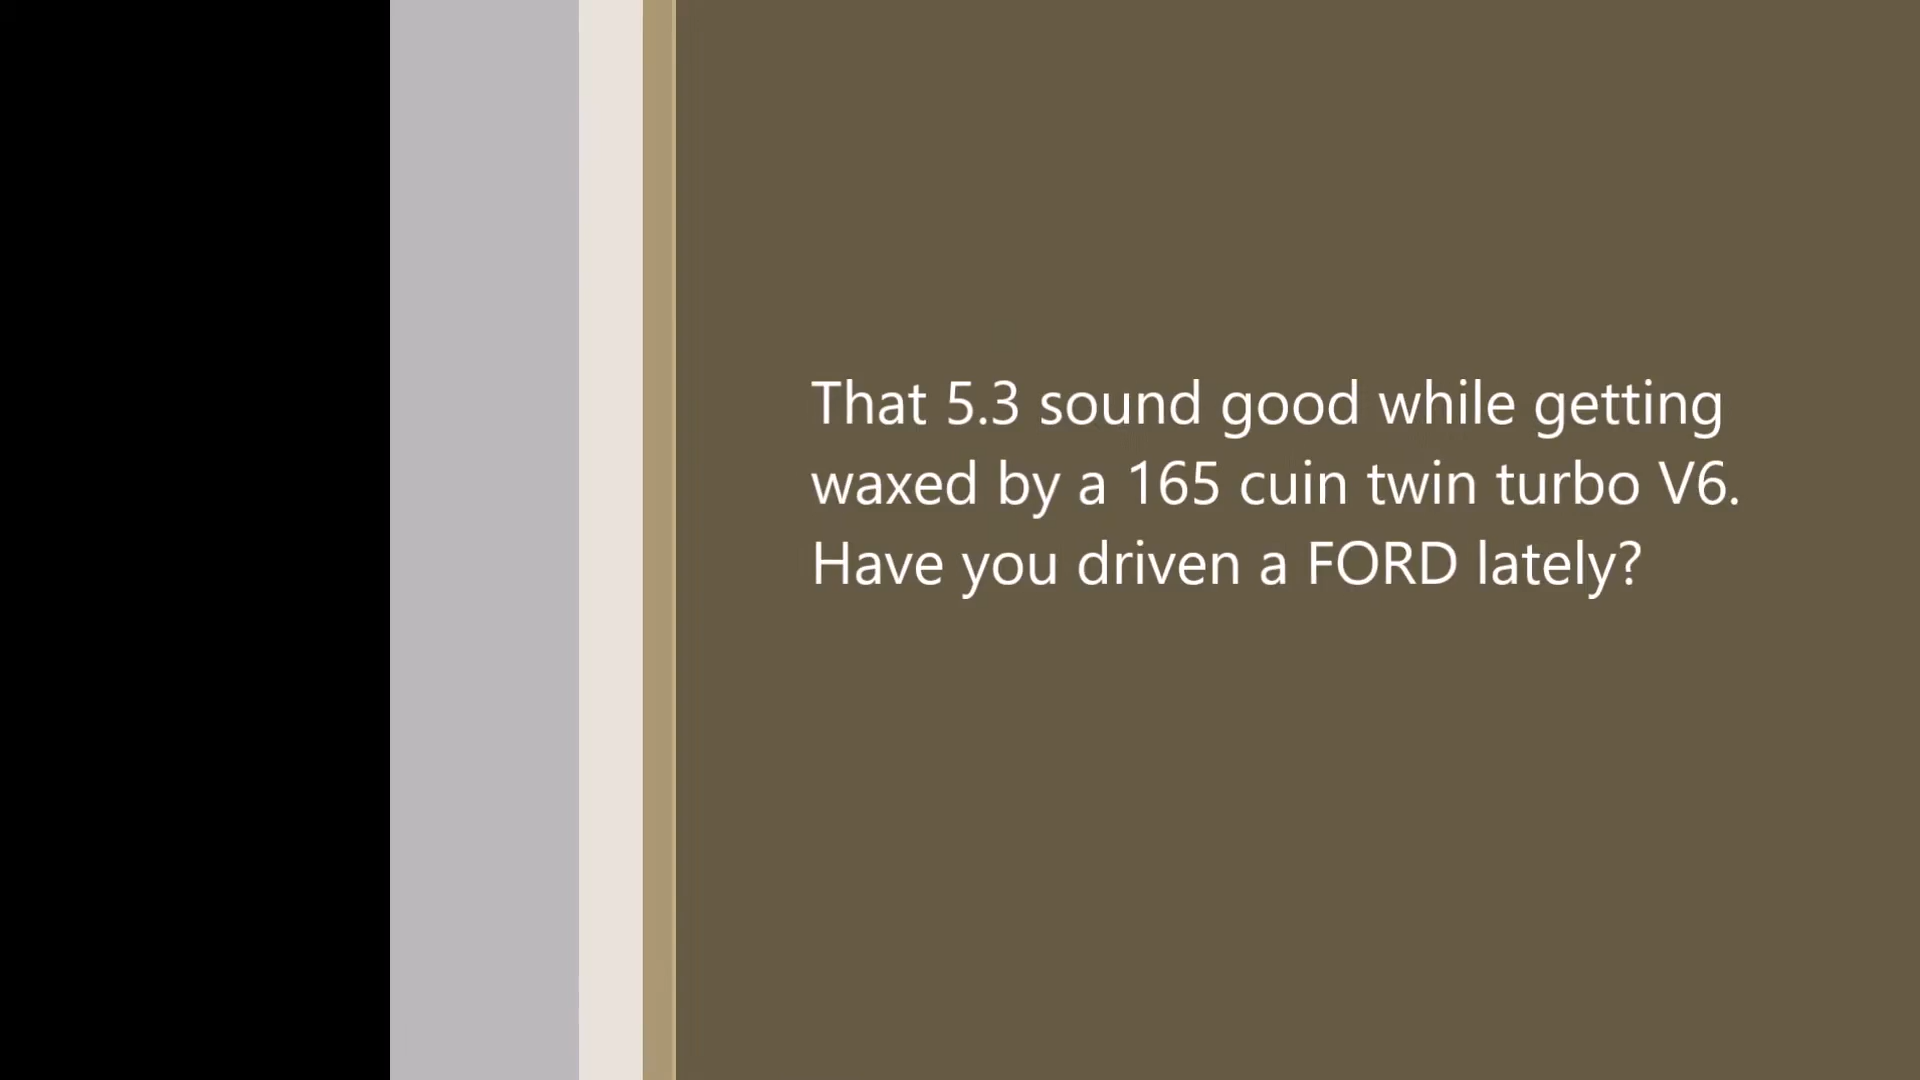 That 5.3 sound good while getting
waxed by a 165 cuin twin turbo V6.
Have you driven a FORD lately?